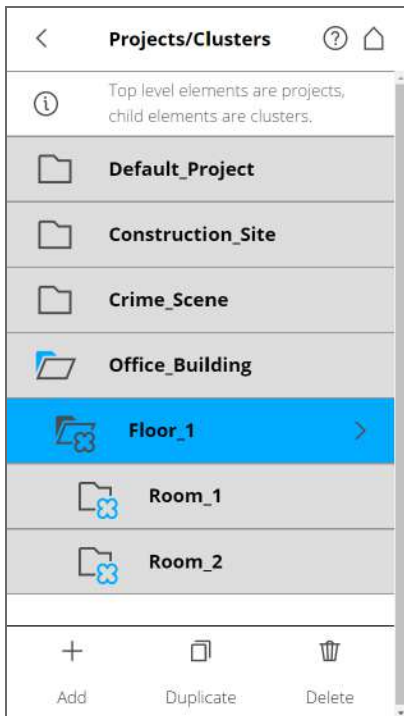 Projects/Clusters
Top level elements are projects,
child elements are clusters.
Default_Project
Construction_Site
Crime_Scene
Office_Building
Floor_1
Room_1
Room_2
Add Duplicate Delete